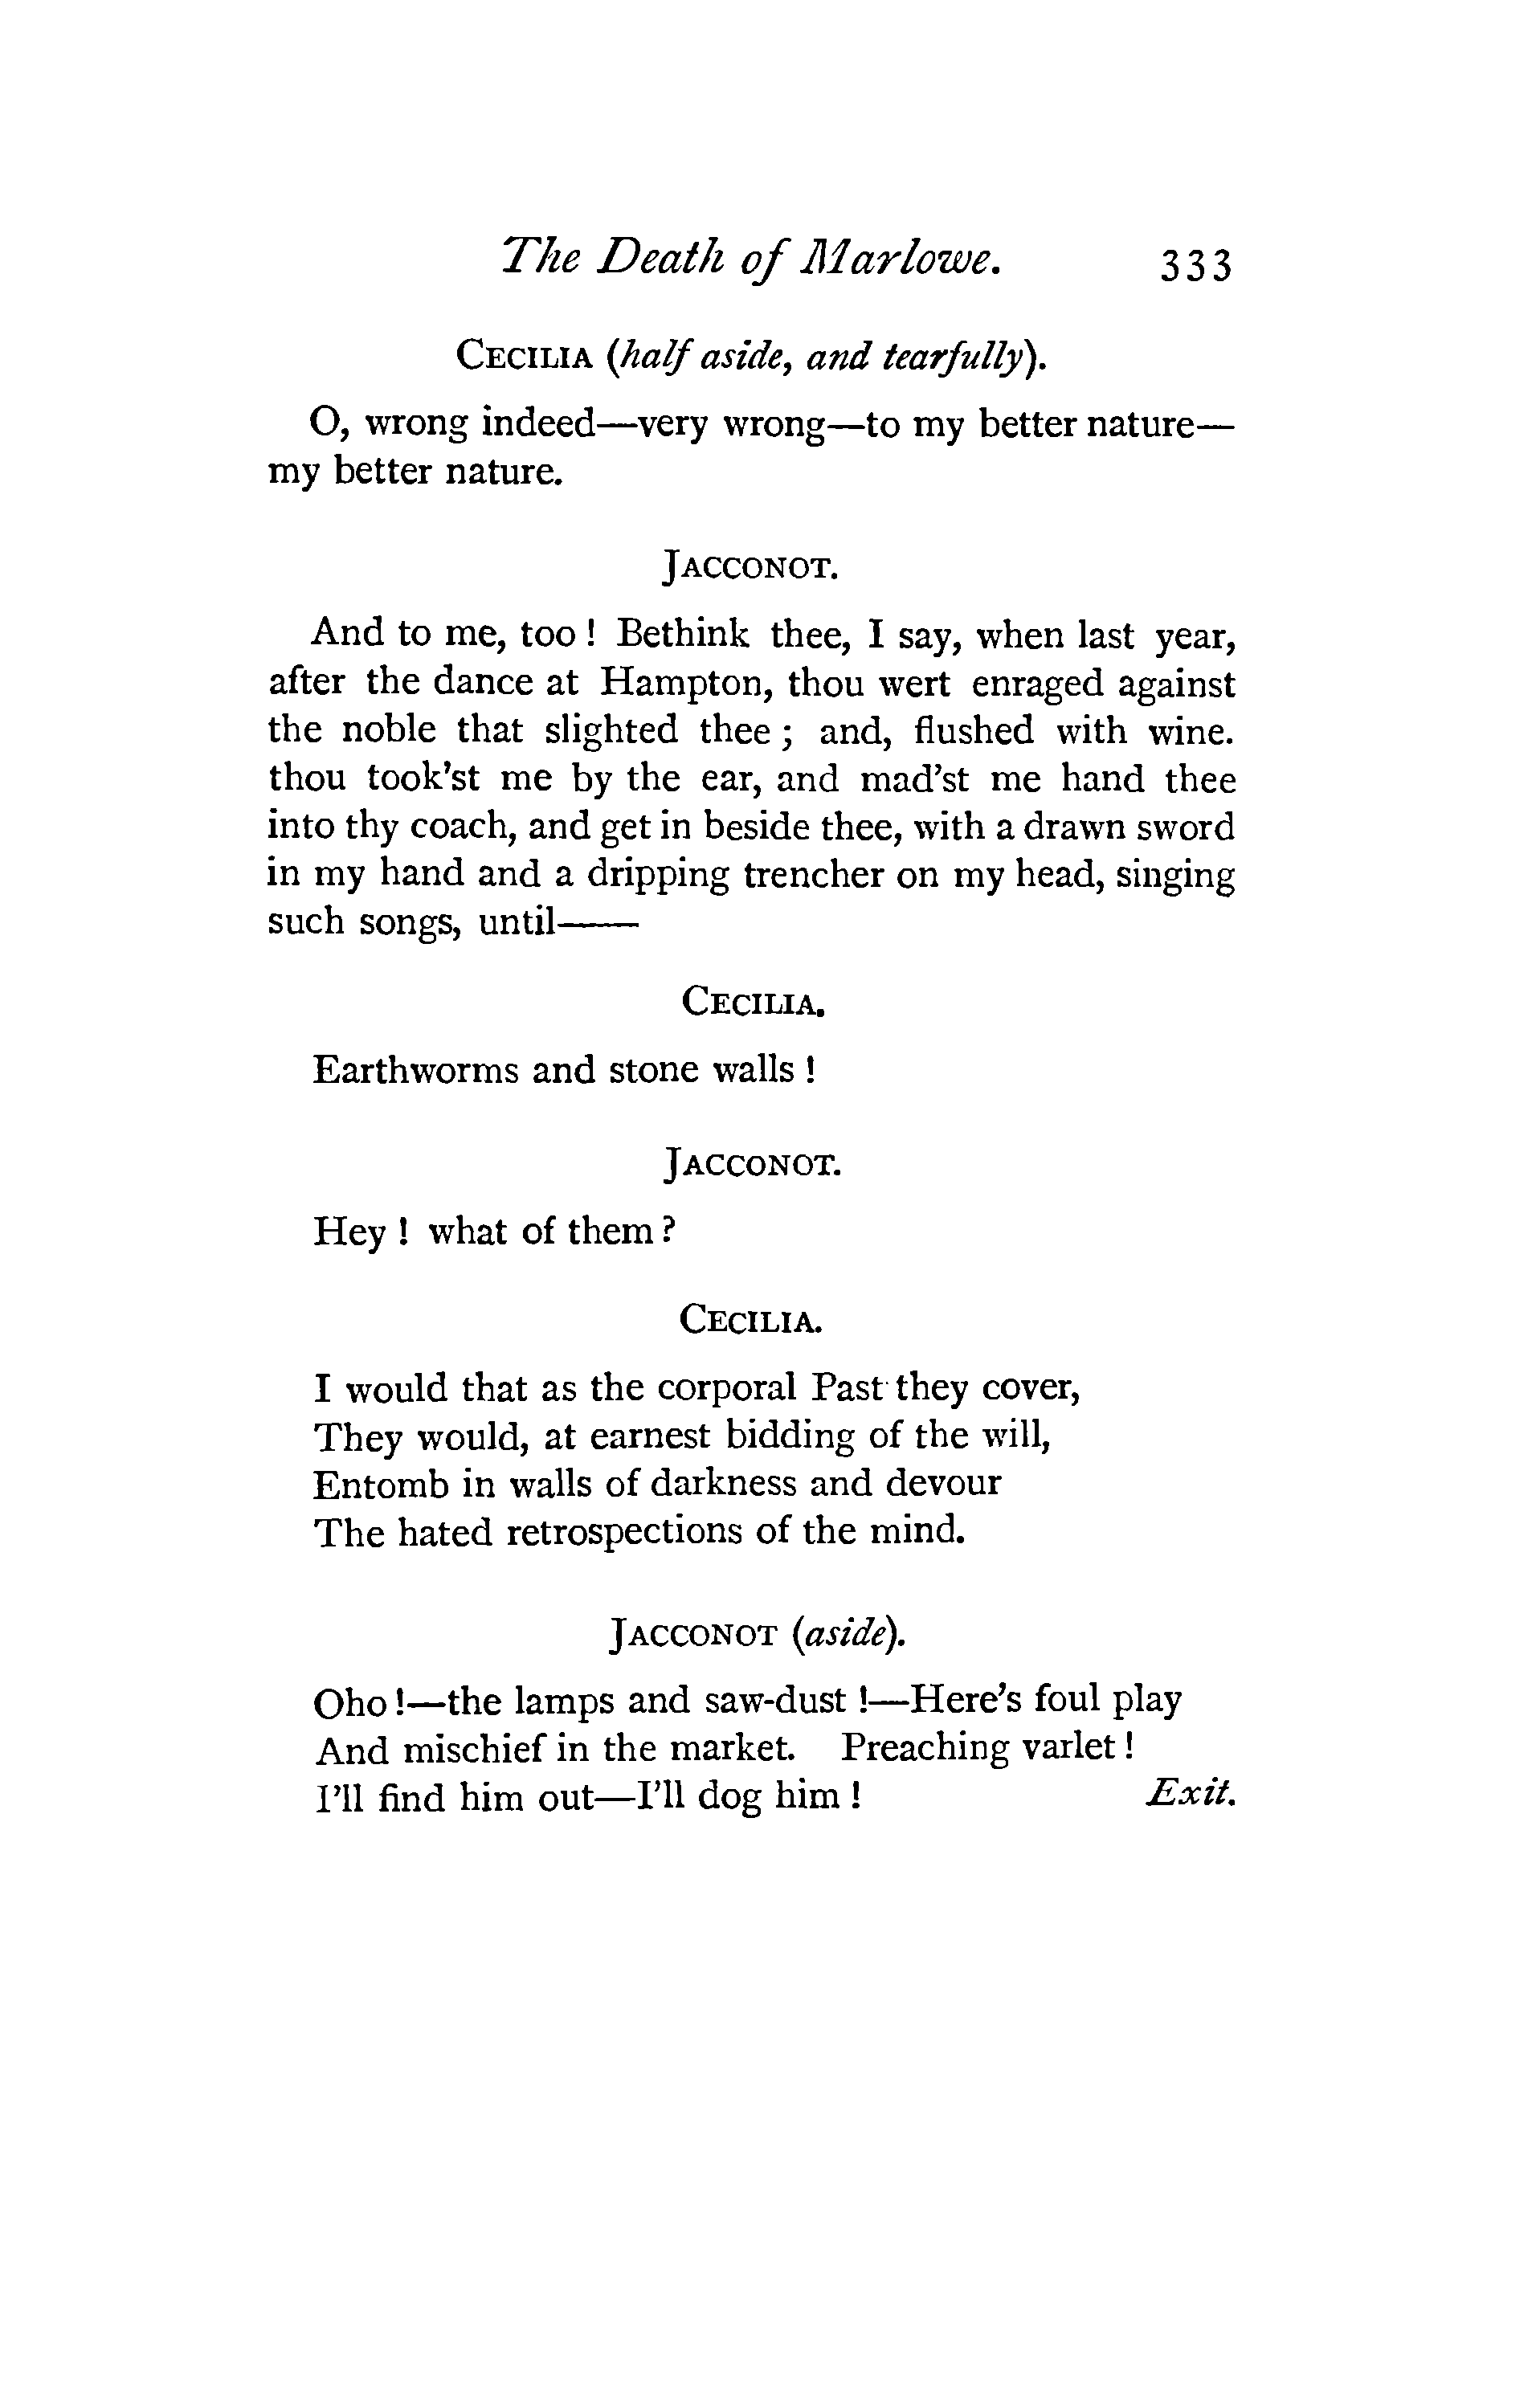 The Death of Marlowe. 333
CECILIA (half aside, and tearfully).
O, wrong indeed—very wrong—to my better nature—
my better nature.
JACCONOT.
And to me, too ! Bethink thee, I say, when last year,
after the dance at Hampton, thou wert enraged against
the noble that slighted thee ; and, flushed with wine.
thou took'st me by the ear, and mad'st me hand thee
into thy coach, and get in beside thee, with a drawn sword
in my hand and a dripping trencher on my head, singing
such songs, until——
CECILIA.
Earthworms and stone walls !
JACCONOT.
Hey ! what of them ?
CECILIA.
I would that as the corporal Past they cover,
They would, at earnest bidding of the will,
Entomb in walls of darkness and devour
The hated retrospections of the mind.
JACCONOT (aside).
Oho !—the lamps and saw-dust !—Here's foul play
And mischief in the market. Preaching varlet !
I'll find him out—I'll dog him ! Exit.